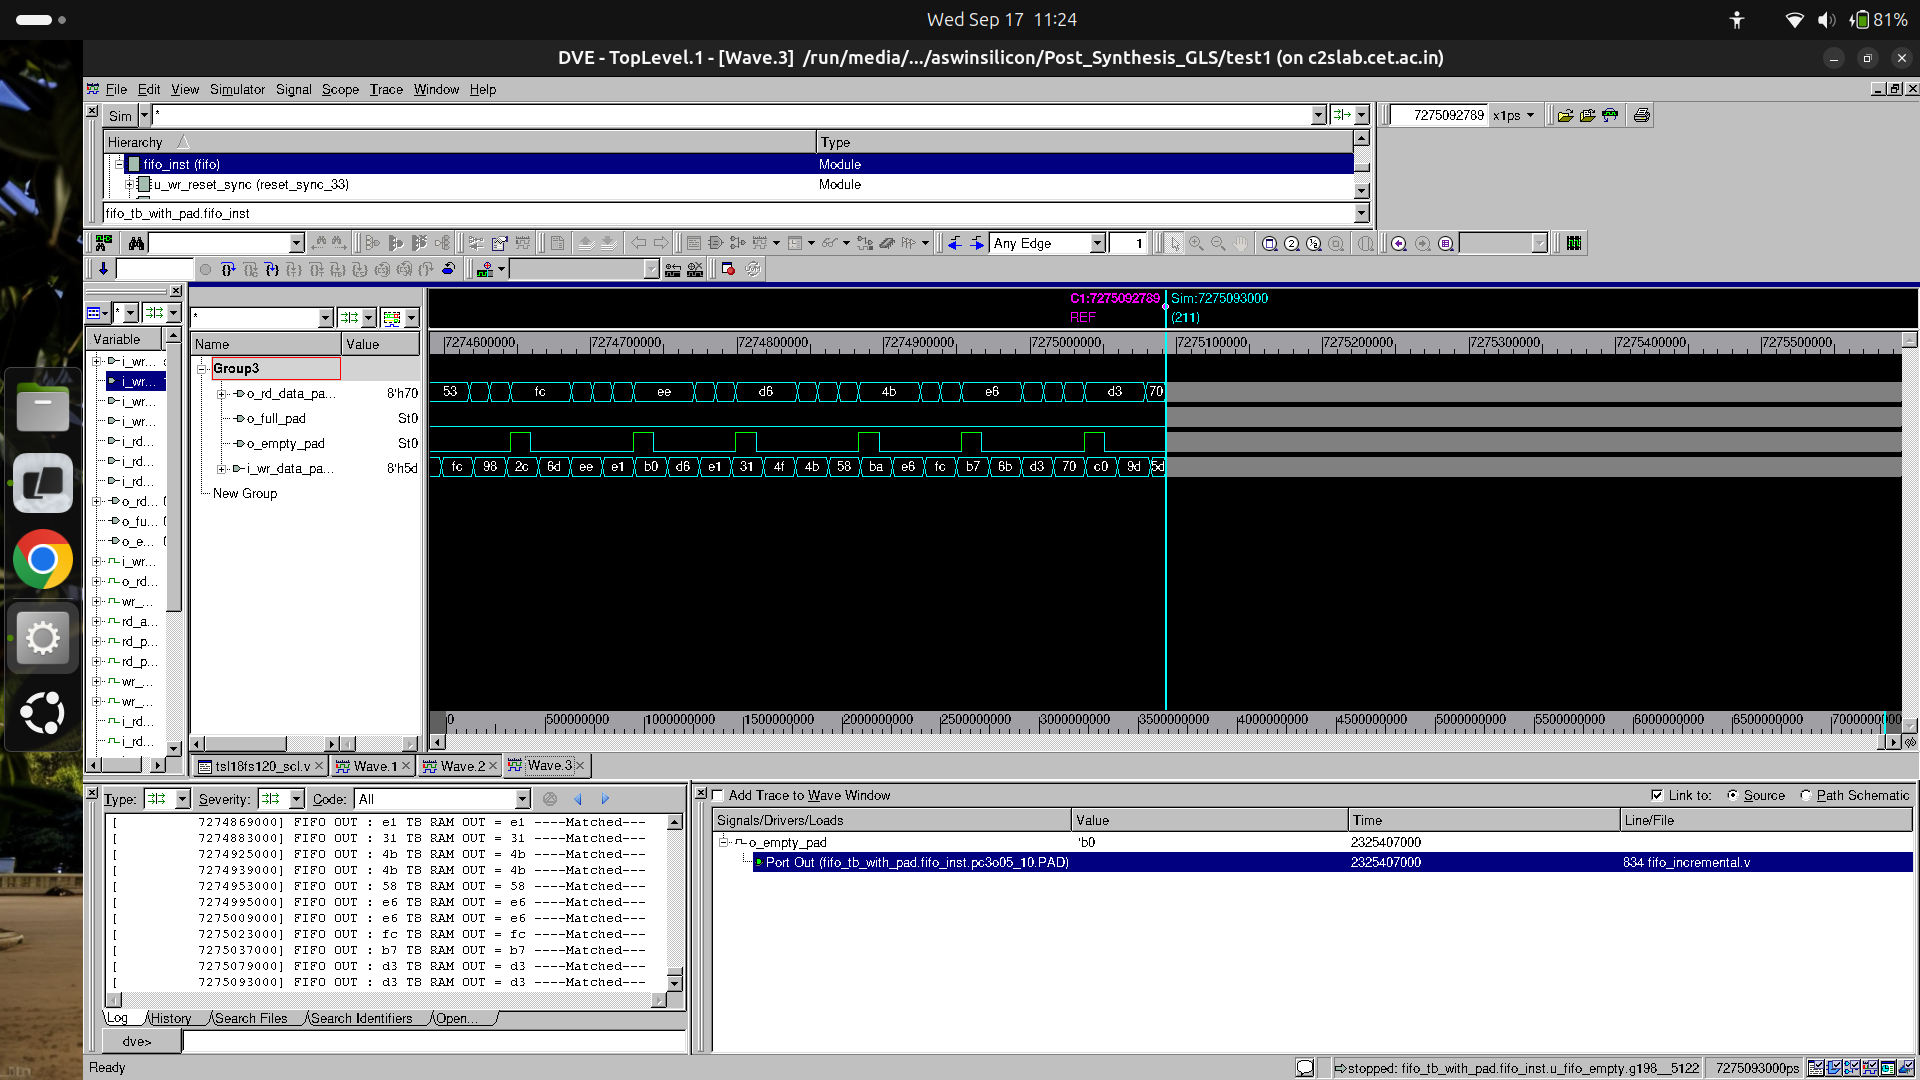 Wed Sep 17 11:24
81%
DVE - TopLevel.1 - [Wave.3] /run/media/.../aswinsilicon/Post_Synthesis_GLS/test1 (on c2slab.cet.ac.in)
File Edit View Simulator Signal Scope Trace Window Help
Sim * 7275092789 x1ps
Hierarchy Type
fifo_inst (fifo) Module
u_wr_reset_sync (reset_sync_33) Module
fifo_tb_with_pad.fifo_inst
Any Edge 1
C1:7275092789 Sim:7275093000
REF (211)
* *
Variable Name Value
7274600000 7274700000 7274800000 7274900000 7275000000 7275100000 7275200000 7275300000 7275400000 7275500000
Group3
o_rd_data_pa... 8'h70
53 fc ee d6 4b e6 d3 70
o_full_pad St0
o_empty_pad St0
i_wr_data_pa... 8'h5d
fc 98 2c 6d ee e1 b0 d6 e1 31 4f 4b 58 ba e6 fc b7 6b d3 70 c0 9d 5d
New Group
i_wr...
i_wr...
i_wr...
i_wr...
i_rd...
i_rd...
i_rd...
o_rd...
o_fu...
o_e...
i_wr...
o_rd...
wr_...
rd_a...
rd_p...
rd_p...
wr_...
wr_...
i_rd...
i_rd...
0 500000000 1000000000 1500000000 2000000000 2500000000 3000000000 3500000000 4000000000 4500000000 5000000000 5500000000 6000000000 6500000000
tsl18fs120_scl.v Wave.1 Wave.2 Wave.3
Type: Severity: Code: All
[ 7274869000] FIFO OUT : e1 TB RAM OUT = e1 ----Matched---
[ 7274883000] FIFO OUT : 31 TB RAM OUT = 31 ----Matched---
[ 7274925000] FIFO OUT : 4b TB RAM OUT = 4b ----Matched---
[ 7274939000] FIFO OUT : 4b TB RAM OUT = 4b ----Matched---
[ 7274953000] FIFO OUT : 58 TB RAM OUT = 58 ----Matched---
[ 7274995000] FIFO OUT : e6 TB RAM OUT = e6 ----Matched---
[ 7275009000] FIFO OUT : e6 TB RAM OUT = e6 ----Matched---
[ 7275023000] FIFO OUT : fc TB RAM OUT = fc ----Matched---
[ 7275037000] FIFO OUT : b7 TB RAM OUT = b7 ----Matched---
[ 7275079000] FIFO OUT : d3 TB RAM OUT = d3 ----Matched---
[ 7275093000] FIFO OUT : d3 TB RAM OUT = d3 ----Matched---
Log History Search Files Search Identifiers Open...
dve>
Add Trace to Wave Window Link to: Source Path Schematic
Signals/Drivers/Loads Value Time Line/File
o_empty_pad 'b0 2325407000
Port Out (fifo_tb_with_pad.fifo_inst.pc3o05_10.PAD) 2325407000 834 fifo_incremental.v
Ready
stopped: fifo_tb_with_pad.fifo_inst.u_fifo_empty.g198__5122 7275093000ps